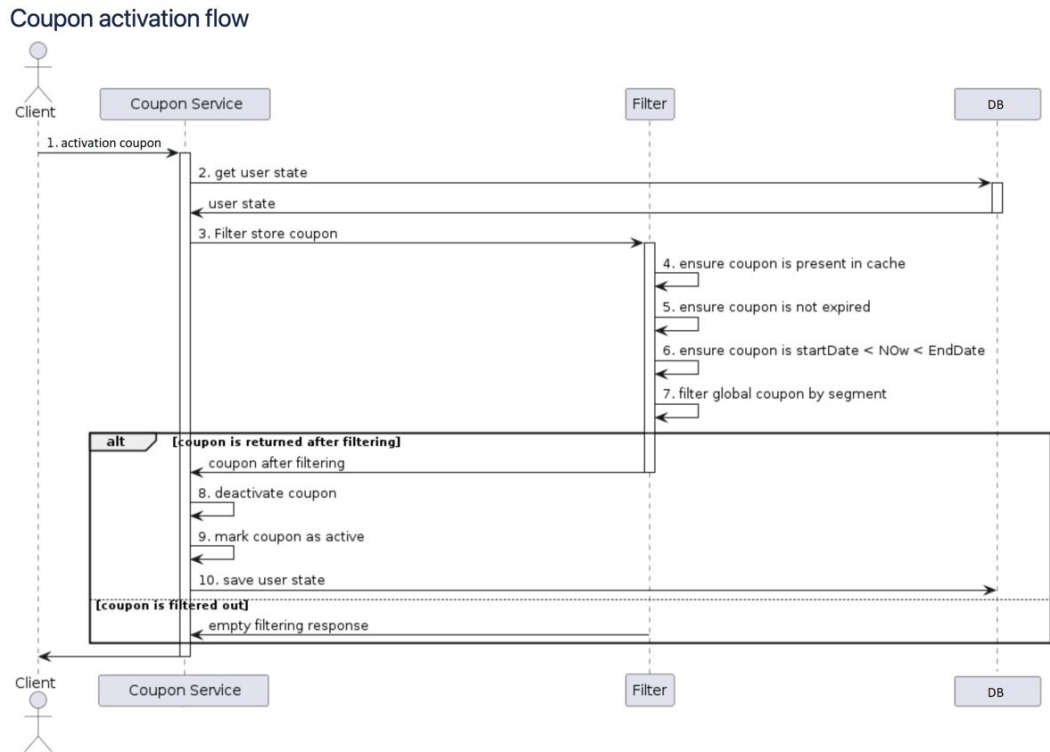 Coupon activation flow
Client
Coupon Service
Filter
DB
1. activation coupon
2. get user state
user state
3. Filter store coupon
4. ensure coupon is present in cache
5. ensure coupon is not expired
6. ensure coupon is startDate < NOw < EndDate
7. filter global coupon by segment
alt [coupon is returned after filtering]
coupon after filtering
8. deactivate coupon
9. mark coupon as active
10. save user state
[coupon is filtered out]
empty filtering response
Client
Coupon Service
Filter
DB